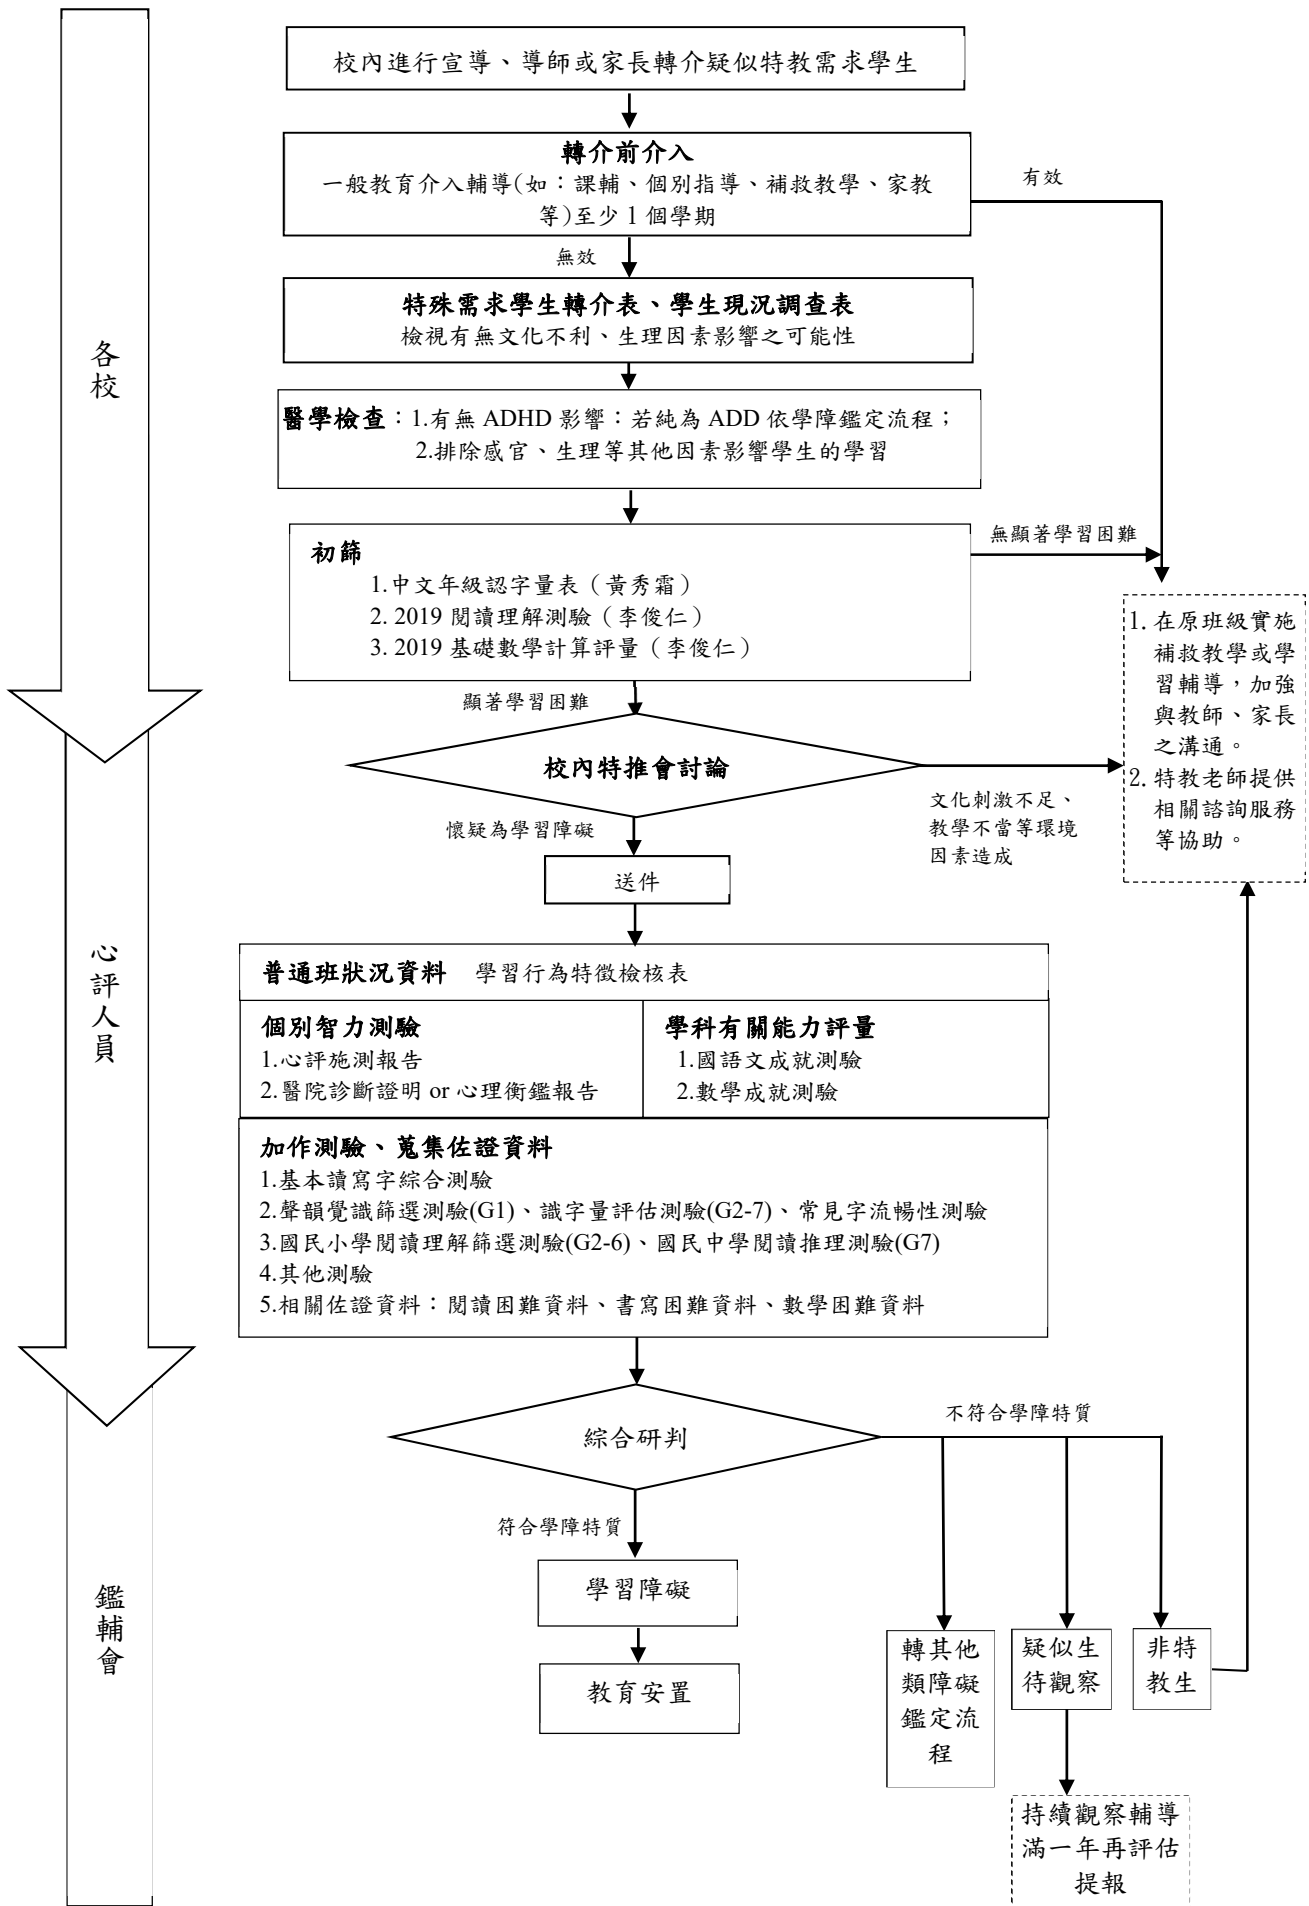 校內進行宣導、導師或家長轉介疑似特教需求學生
轉介前介入
一般教育介入輔導(如：課輔、個別指導、補救教學、家教
等)至少 1 個學期
有效
無效
特殊需求學生轉介表、學生現況調查表
檢視有無文化不利、生理因素影響之可能性
各校
醫學檢查：1.有無 ADHD 影響：若純為 ADD 依學障鑑定流程；
2.排除感官、生理等其他因素影響學生的學習
初篩
1.中文年級認字量表（黃秀霜）
2. 2019 閱讀理解測驗（李俊仁）
3. 2019 基礎數學計算評量（李俊仁）
無顯著學習困難
顯著學習困難
1. 在原班級實施
補救教學或學
習輔導，加強
與教師、家長
之溝通。
2. 特教老師提供
相關諮詢服務
等協助。
校內特推會討論
文化刺激不足、
教學不當等環境
因素造成
懷疑為學習障礙
送件
心評人員
普通班狀況資料 學習行為特徵檢核表
個別智力測驗
1.心評施測報告
2.醫院診斷證明 or 心理衡鑑報告
學科有關能力評量
1.國語文成就測驗
2.數學成就測驗
加作測驗、蒐集佐證資料
1.基本讀寫字綜合測驗
2.聲韻覺識篩選測驗(G1)、識字量評估測驗(G2-7)、常見字流暢性測驗
3.國民小學閱讀理解篩選測驗(G2-6)、國民中學閱讀推理測驗(G7)
4.其他測驗
5.相關佐證資料：閱讀困難資料、書寫困難資料、數學困難資料
綜合研判
不符合學障特質
符合學障特質
鑑輔會
學習障礙
教育安置
轉其他
類障礙
鑑定流
程
疑似生
待觀察
非特
教生
持續觀察輔導
滿一年再評估
提報